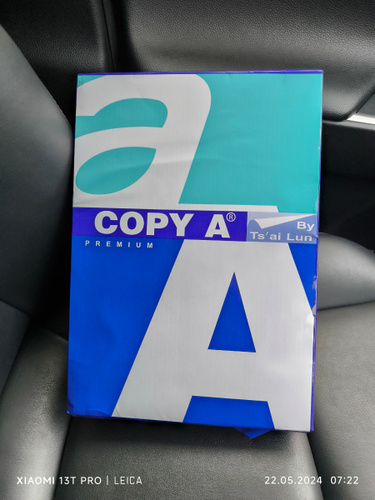 a
COPY A®
By
Ts'ai Lun
PREMIUM
A
XIAOMI 13T PRO | LEICA
22.05.2024 07:22